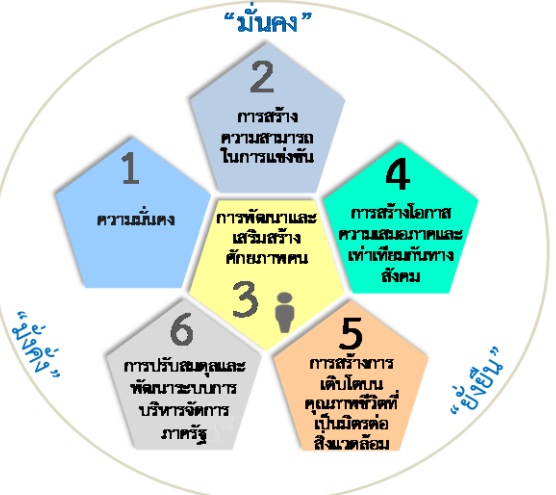 “มั่นคง”
2
การสร้าง
ความสามารถ
ในการแข่งขัน
1
ความมั่นคง
4
การสร้างโอกาส
ความเสมอภาคและ
เท่าเทียมกันทาง
สังคม
การพัฒนาและ
เสริมสร้าง
ศักยภาพคน
3
6
การปรับสมดุลและ
พัฒนาระบบการ
บริหารจัดการ
ภาครัฐ
5
การสร้างการ
เติบโตบน
คุณภาพชีวิตที่
เป็นมิตรต่อ
สิ่งแวดล้อม
“มั่งคั่ง”
“ยั่งยืน”